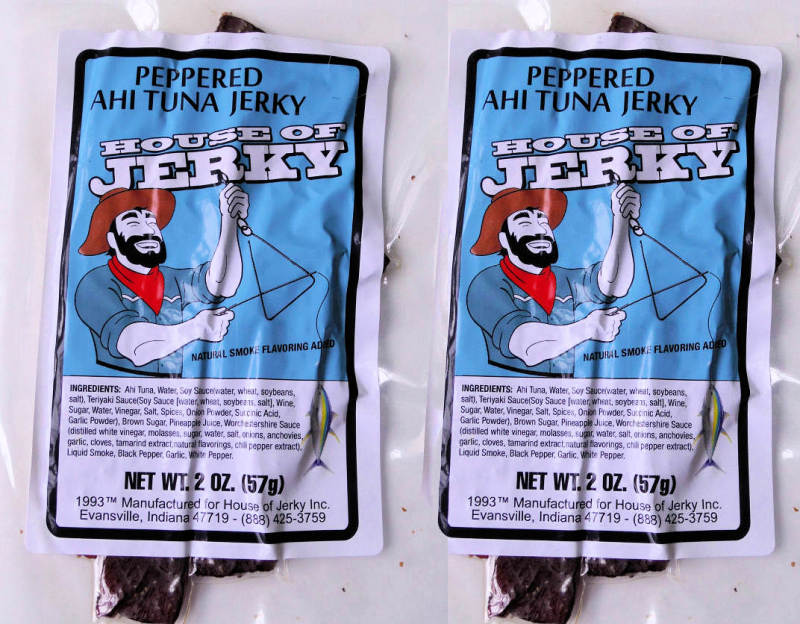 PEPPERED
AHI TUNA JERKY
HOUSE OF
JERKY
NATURAL SMOKE FLAVORING ADDED
INGREDIENTS: Ahi Tuna, Water, Soy Sauce(water, wheat, soybeans,
salt), Teriyaki Sauce(Soy Sauce [water, wheat, soybeans, salt], Wine,
Sugar, Water, Vinegar, Salt, Spices, Onion Powder, Succinic Acid,
Garlic Powder), Brown Sugar, Pineapple Juice, Worchestershire Sauce
(distilled white vinegar, molasses, sugar, water, salt, onions, anchovies,
garlic, cloves, tamarind extract, natural flavorings, chili pepper extract),
Liquid Smoke, Black Pepper, Garlic, White Pepper.
NET WT. 2 OZ. (57g)
1993™ Manufactured for House of Jerky Inc.
Evansville, Indiana 47719 - (888) 425-3759
PEPPERED
AHI TUNA JERKY
HOUSE OF
JERKY
NATURAL SMOKE FLAVORING ADDED
INGREDIENTS: Ahi Tuna, Water, Soy Sauce(water, wheat, soybeans,
salt), Teriyaki Sauce(Soy Sauce [water, wheat, soybeans, salt], Wine,
Sugar, Water, Vinegar, Salt, Spices, Onion Powder, Succinic Acid,
Garlic Powder), Brown Sugar, Pineapple Juice, Worchestershire Sauce
(distilled white vinegar, molasses, sugar, water, salt, onions, anchovies,
garlic, cloves, tamarind extract, natural flavorings, chili pepper extract),
Liquid Smoke, Black Pepper, Garlic, White Pepper.
NET WT. 2 OZ. (57g)
1993™ Manufactured for House of Jerky Inc.
Evansville, Indiana 47719 - (888) 425-3759